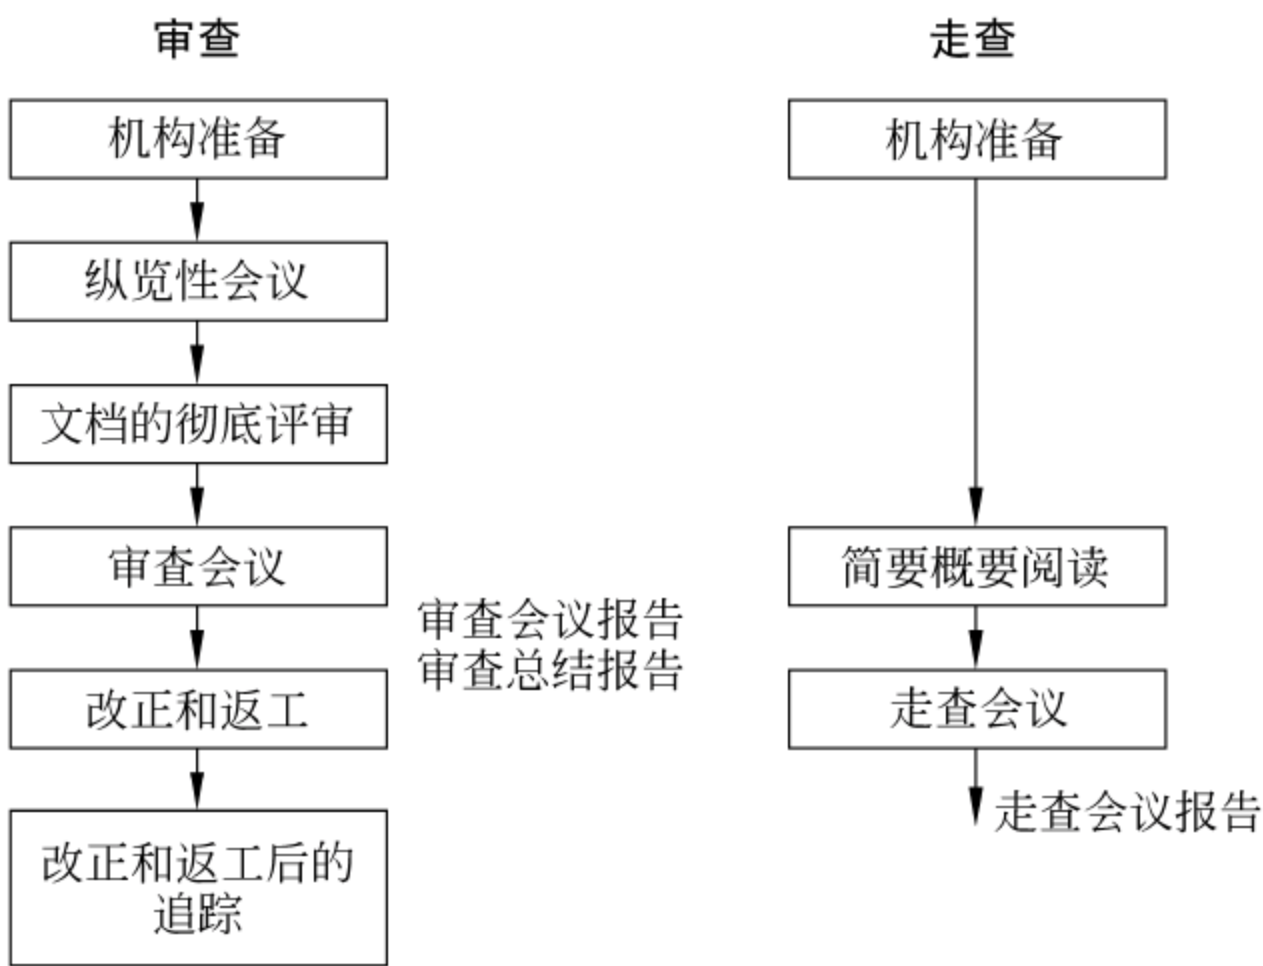 审查
走查
机构准备
机构准备
纵览性会议
文档的彻底评审
审查会议
简要概要阅读
审查会议报告
审查总结报告
改正和返工
走查会议
走查会议报告
改正和返工后的
追踪